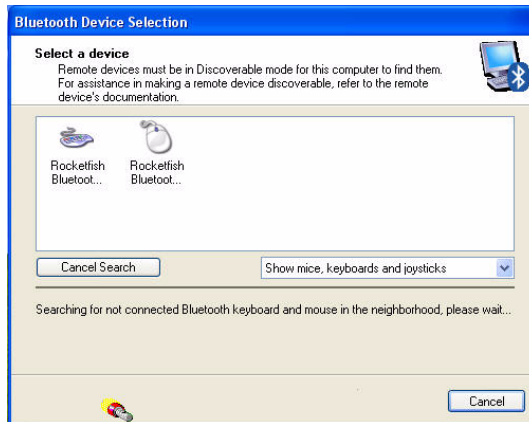 Bluetooth Device Selection
Select a device
Remote devices must be in Discoverable mode for this computer to find them.
For assistance in making a remote device discoverable, refer to the remote
device's documentation.
Rocketfish Rocketfish
Bluetoot... Bluetoot...
Cancel Search Show mice, keyboards and joysticks
Searching for not connected Bluetooth keyboard and mouse in the neighborhood, please wait...
Cancel